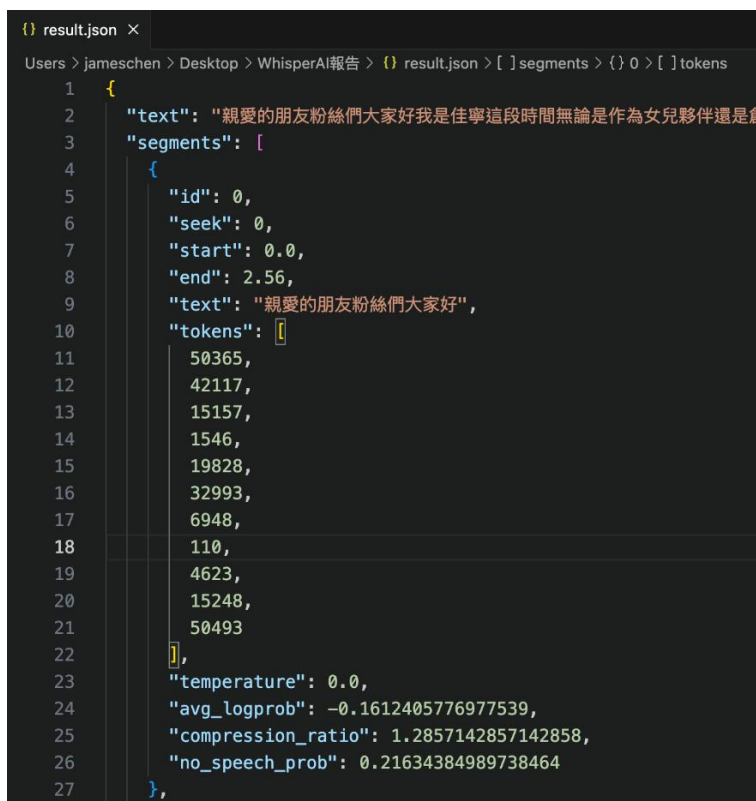 {} result.json ×
Users > jameschen > Desktop > WhisperAI報告 > {} result.json > [ ] segments > {} 0 > [ ] tokens
1 {
2 "text": "親愛的朋友粉絲們大家好我是佳寧這段時間無論是作為女兒夥伴還是
3 "segments": [
4 {
5 "id": 0,
6 "seek": 0,
7 "start": 0.0,
8 "end": 2.56,
9 "text": "親愛的朋友粉絲們大家好",
10 "tokens": [
11 50365,
12 42117,
13 15157,
14 1546,
15 19828,
16 32993,
17 6948,
18 110,
19 4623,
20 15248,
21 50493
22 ],
23 "temperature": 0.0,
24 "avg_logprob": -0.1612405776977539,
25 "compression_ratio": 1.2857142857142858,
26 "no_speech_prob": 0.21634384989738464
27 },